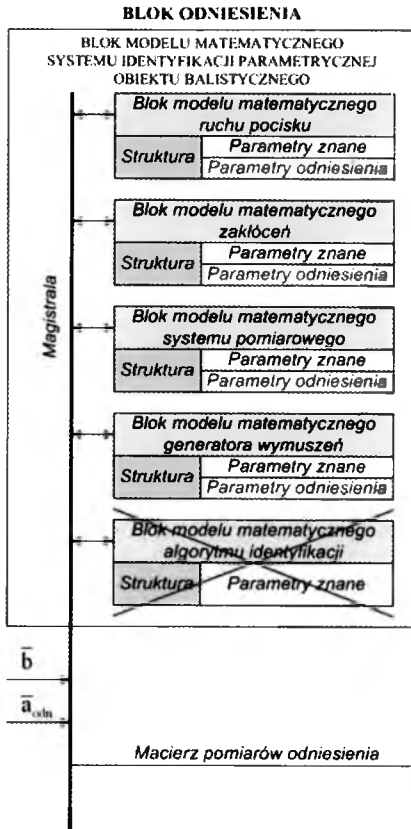 BLOK ODNIESIENIA
BLOK MODELU MATEMATYCZNEGO
SYSTEMU IDENTYFIKACJI PARAMETRYCZNEJ
OBIEKTU BALISTYCZNEGO
Magistrala
Blok modelu matematycznego
ruchu pocisku
Struktura
Parametry znane
Parametry odniesienia
Blok modelu matematycznego
zakłóceń
Struktura
Parametry znane
Parametry odniesienia
Blok modelu matematycznego
systemu pomiarowego
Struktura
Parametry znane
Parametry odniesienia
Blok modelu matematycznego
generatora wymuszeń
Struktura
Parametry znane
Parametry odniesienia
Blok modelu matematycznego
algorytmu identyfikacji
Struktura
Parametry znane
b̄
ā_odn
Macierz pomiarów odniesienia